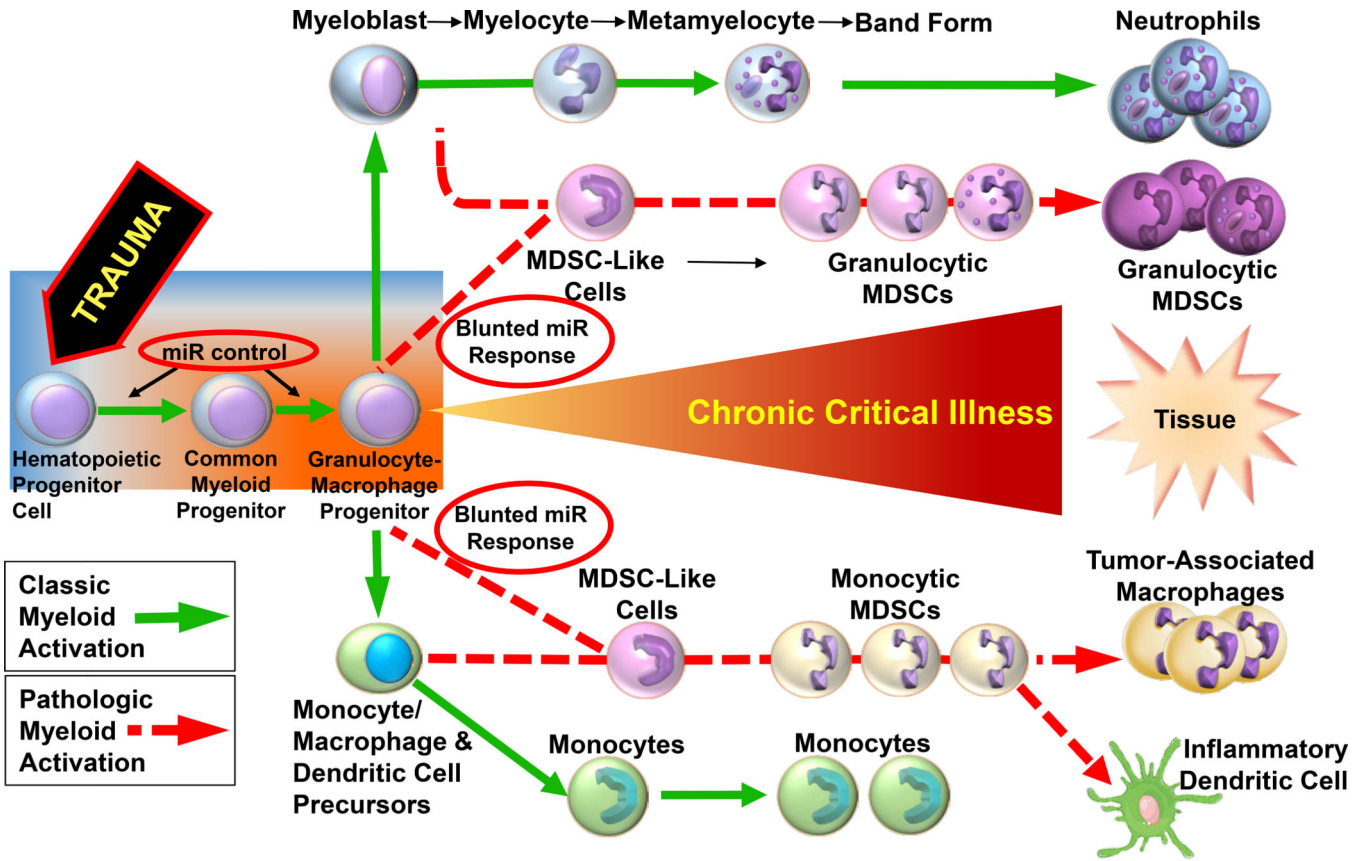 Myeloblast → Myelocyte → Metamyelocyte → Band Form
Neutrophils
TRAUMA
MDSC-Like
Cells
Granulocytic
MDSCs
Granulocytic
MDSCs
miR control
Blunted miR
Response
Chronic Critical Illness
Tissue
Hematopoietic
Progenitor
Cell
Common
Myeloid
Progenitor
Granulocyte-
Macrophage
Progenitor
Blunted miR
Response
Classic
Myeloid
Activation
Pathologic
Myeloid
Activation
MDSC-Like
Cells
Monocytic
MDSCs
Tumor-Associated
Macrophages
Monocyte/
Macrophage &
Dendritic Cell
Precursors
Monocytes
Monocytes
Inflammatory
Dendritic Cell